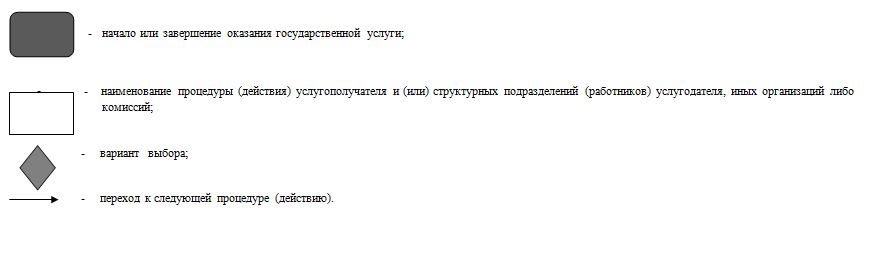 - начало или завершение оказания государственной услуги;
- наименование процедуры (действия) услугополучателя и (или) структурных подразделений (работников) услугодателя, иных организаций либо
комиссий;
- вариант выбора;
- переход к следующей процедуре (действию).